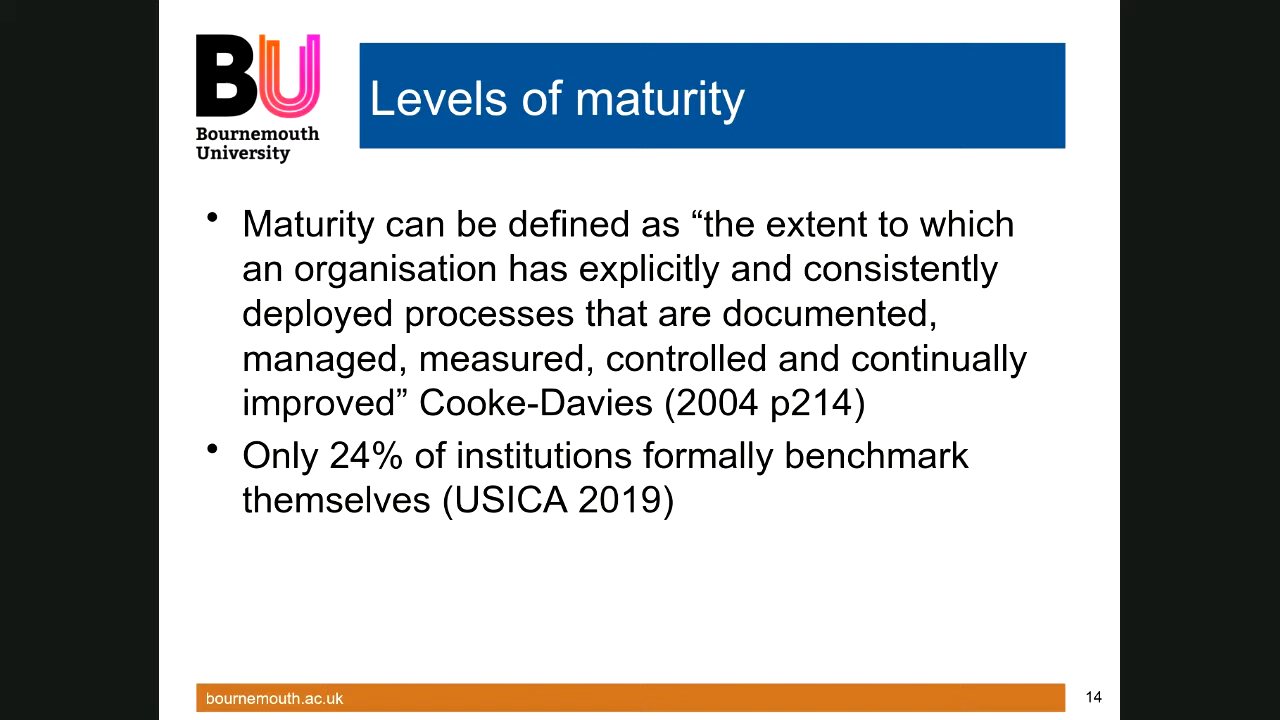 BU
Bournemouth
University
Levels of maturity
• Maturity can be defined as “the extent to which
an organisation has explicitly and consistently
deployed processes that are documented,
managed, measured, controlled and continually
improved” Cooke-Davies (2004 p214)
• Only 24% of institutions formally benchmark
themselves (USICA 2019)
bournemouth.ac.uk
14